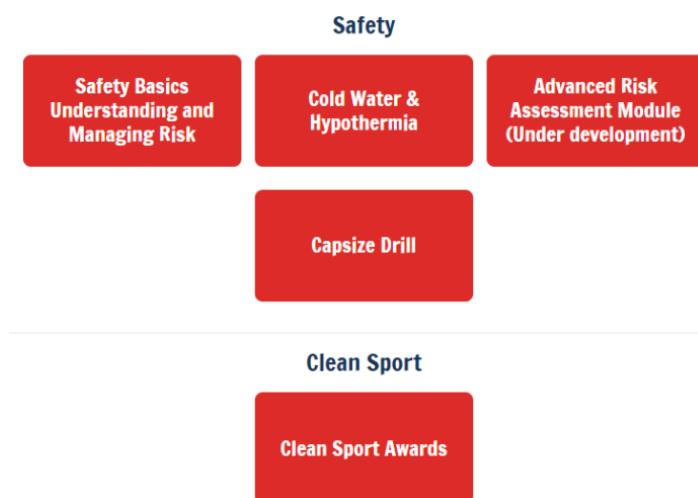 Safety
Safety Basics
Understanding and
Managing Risk
Cold Water &
Hypothermia
Advanced Risk
Assessment Module
(Under development)
Capsize Drill
Clean Sport
Clean Sport Awards